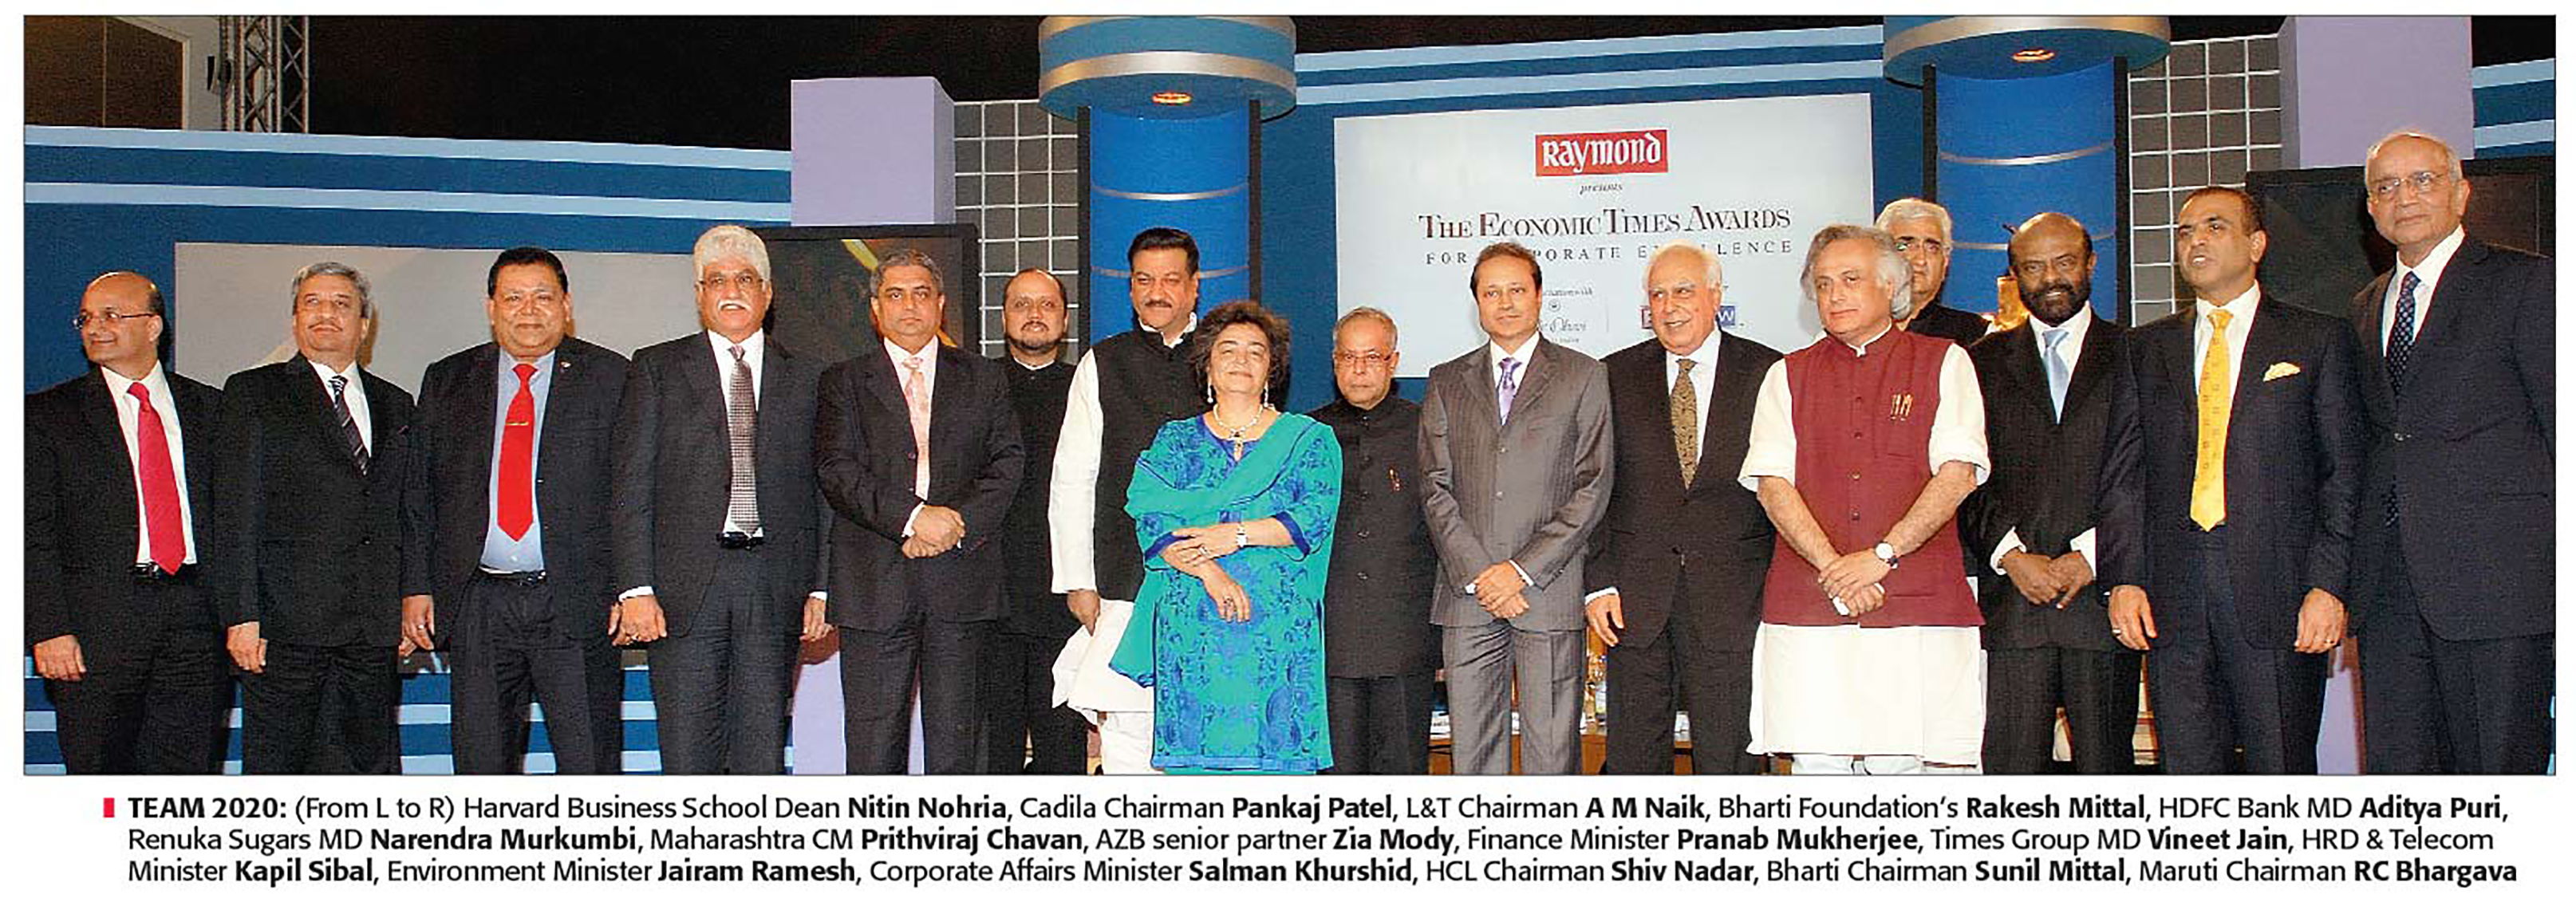 Raymond
presents
THE ECONOMIC TIMES AWARDS
FOR
TEAM 2020: (From L to R) Harvard Business School Dean Nitin Nohria, Cadila Chairman Pankaj Patel, L&T Chairman A M Naik, Bharti Foundation's Rakesh Mittal, HDFC Bank MD Aditya Puri,
Renuka Sugars MD Narendra Murkumbi, Maharashtra CM Prithviraj Chavan, AZB senior partner Zia Mody, Finance Minister Pranab Mukherjee, Times Group MD Vineet Jain, HRD & Telecom
Minister Kapil Sibal, Environment Minister Jairam Ramesh, Corporate Affairs Minister Salman Khurshid, HCL Chairman Shiv Nadar, Bharti Chairman Sunil Mittal, Maruti Chairman RC Bhargava